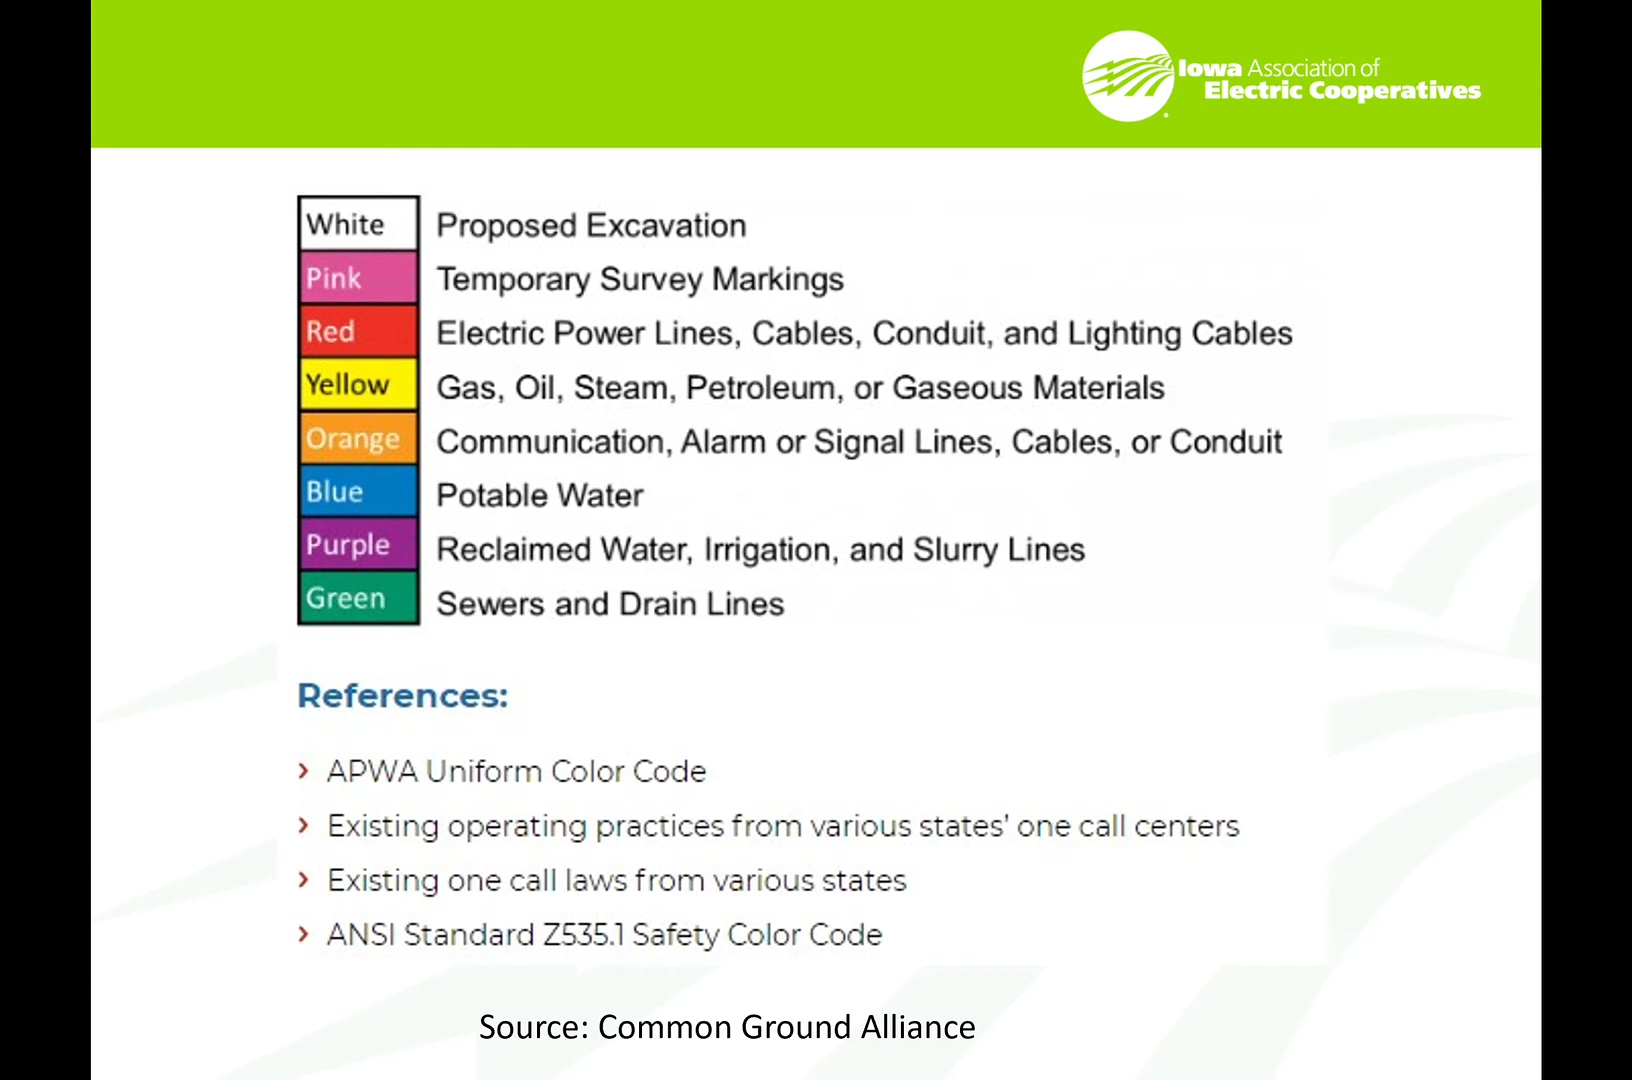 Iowa Association of
Electric Cooperatives
White Proposed Excavation
Pink Temporary Survey Markings
Red Electric Power Lines, Cables, Conduit, and Lighting Cables
Yellow Gas, Oil, Steam, Petroleum, or Gaseous Materials
Orange Communication, Alarm or Signal Lines, Cables, or Conduit
Blue Potable Water
Purple Reclaimed Water, Irrigation, and Slurry Lines
Green Sewers and Drain Lines
References:
› APWA Uniform Color Code
› Existing operating practices from various states' one call centers
› Existing one call laws from various states
› ANSI Standard Z535.1 Safety Color Code
Source: Common Ground Alliance